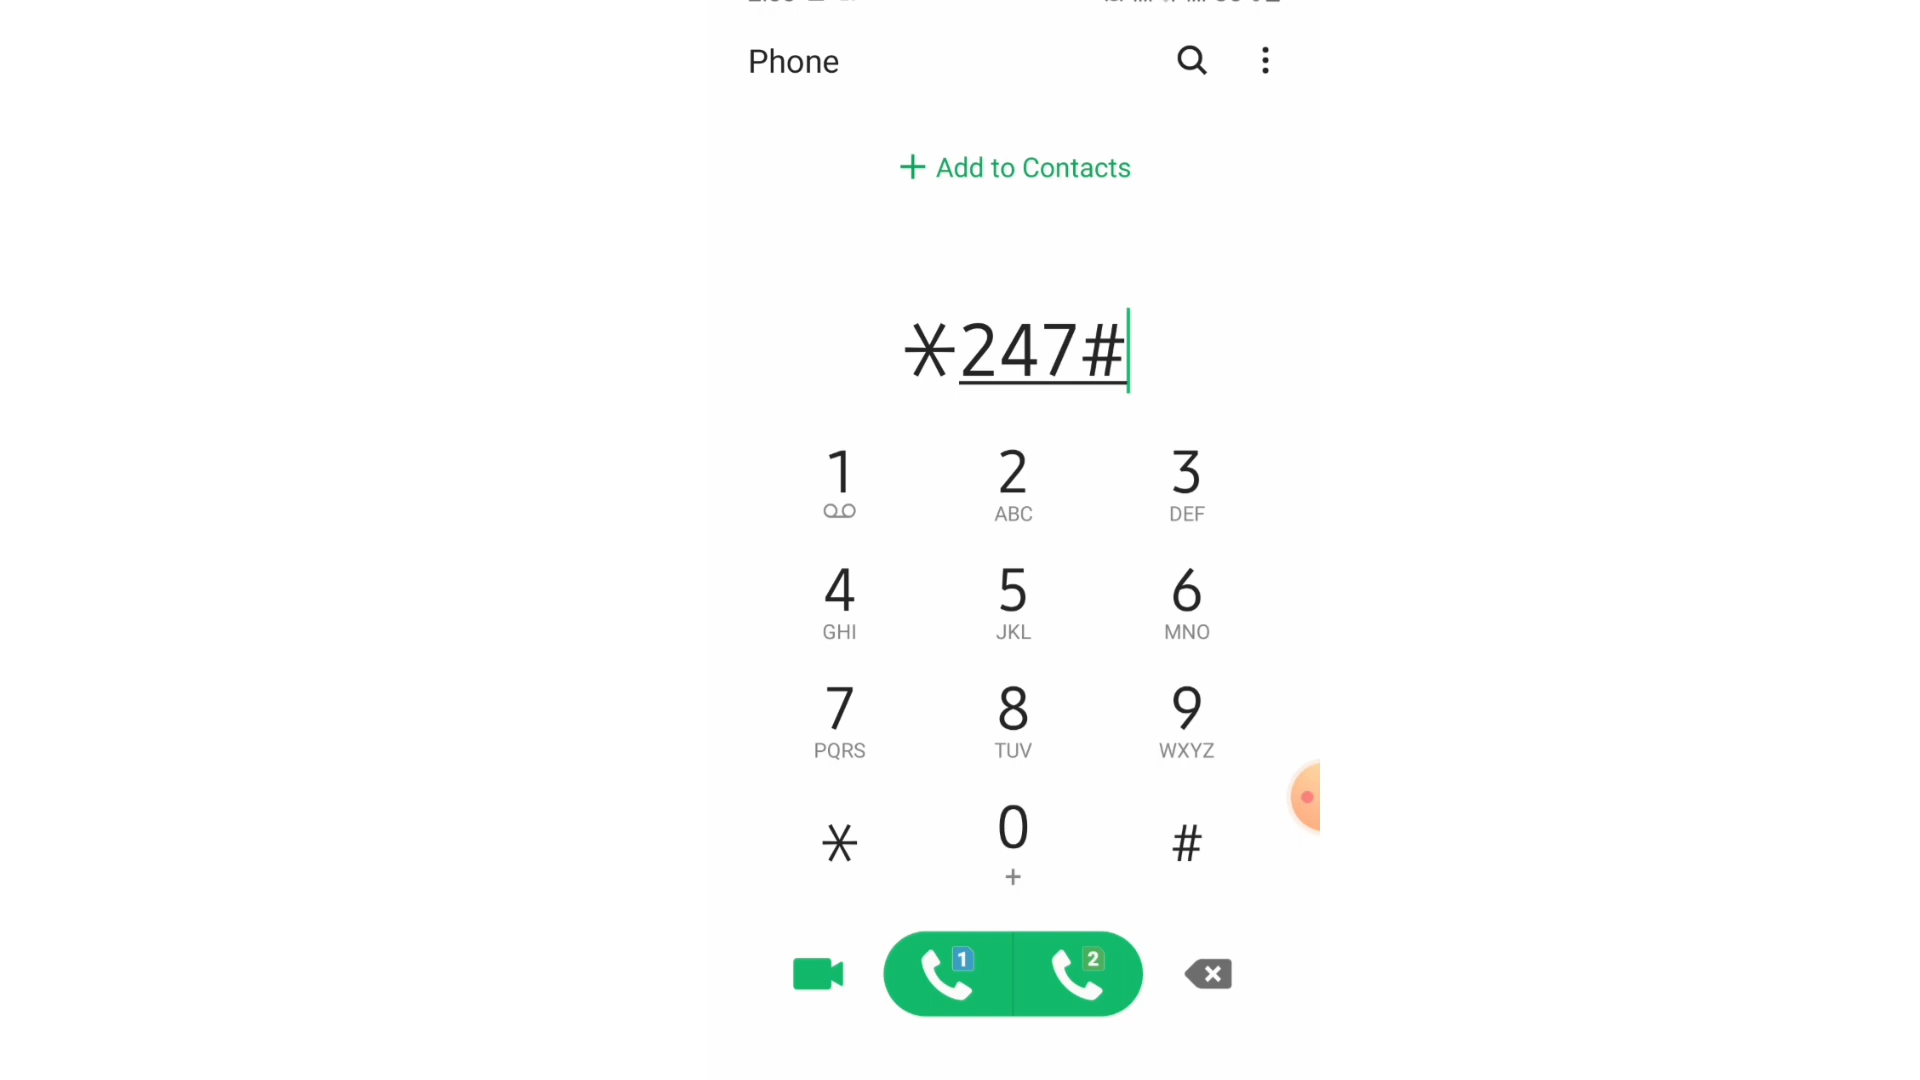 Phone
+ Add to Contacts
*247#
1 2 3
ABC DEF
4 5 6
GHI JKL MNO
7 8 9
PQRS TUV WXYZ
* 0 #
+
1 2